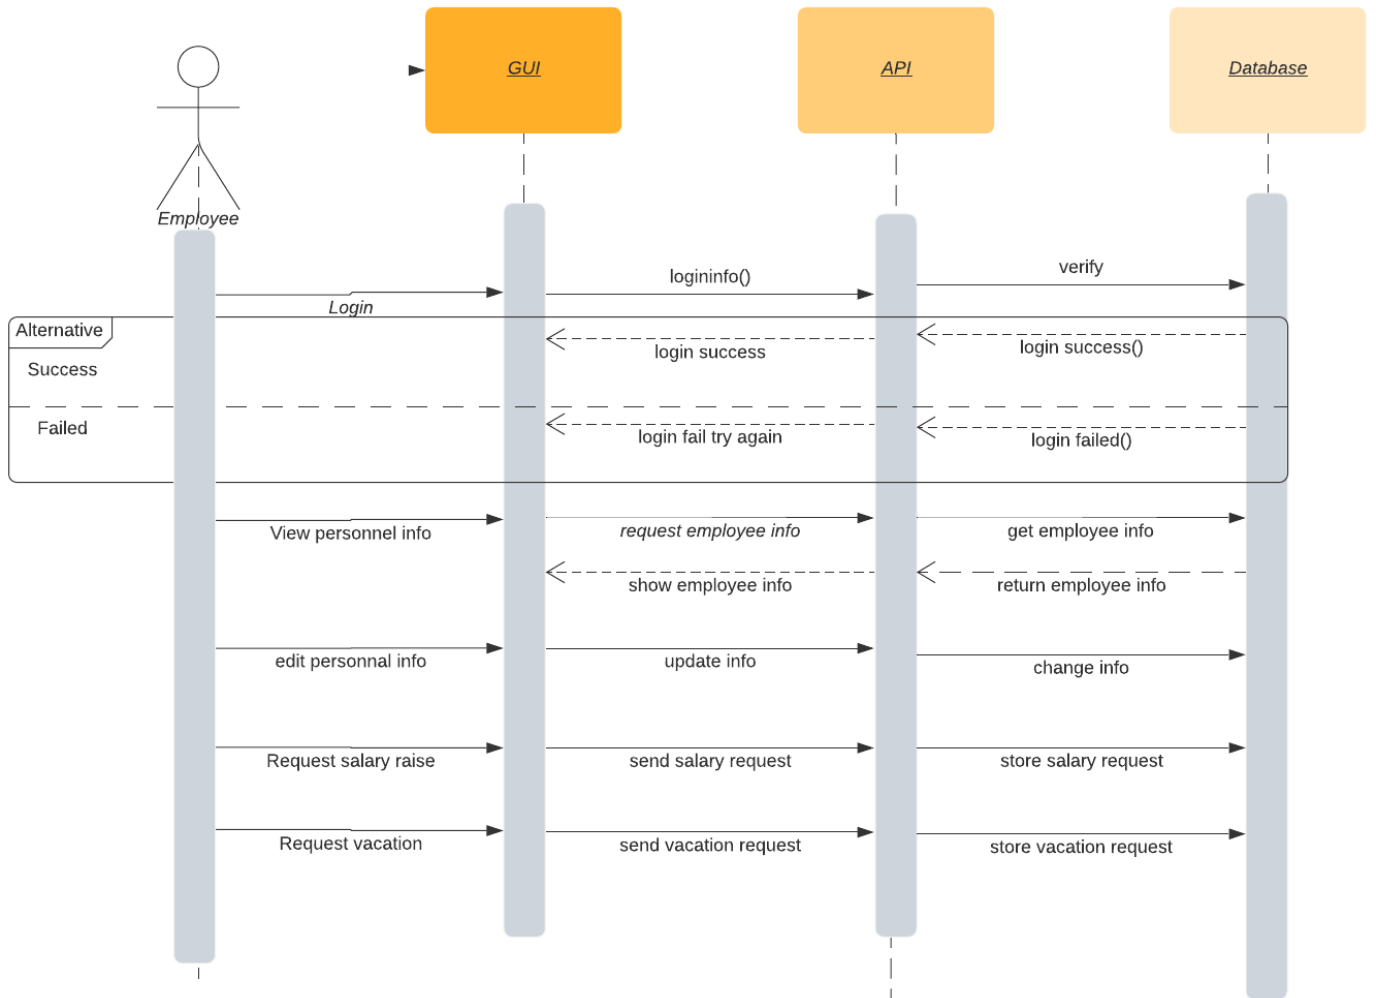 GUI
API
Database
Employee
Login
logininfo()
verify
Alternative
Success
login success
login success()
Failed
login fail try again
login failed()
View personnel info
request employee info
get employee info
show employee info
return employee info
edit personnal info
update info
change info
Request salary raise
send salary request
store salary request
Request vacation
send vacation request
store vacation request